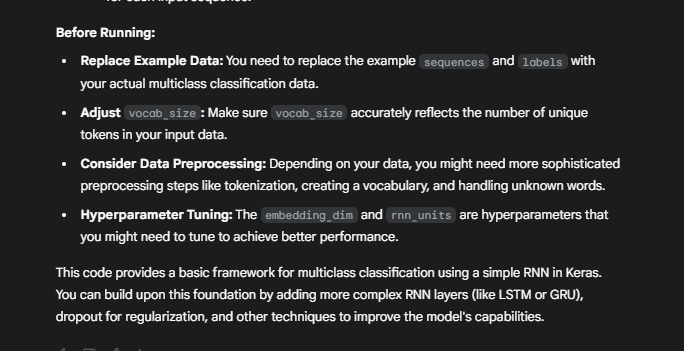 for each input sequence.
Before Running:
• Replace Example Data: You need to replace the example sequences and labels with
your actual multiclass classification data.
• Adjust vocab_size: Make sure vocab_size accurately reflects the number of unique
tokens in your input data.
• Consider Data Preprocessing: Depending on your data, you might need more sophisticated
preprocessing steps like tokenization, creating a vocabulary, and handling unknown words.
• Hyperparameter Tuning: The embedding_dim and rnn_units are hyperparameters that
you might need to tune to achieve better performance.
This code provides a basic framework for multiclass classification using a simple RNN in Keras.
You can build upon this foundation by adding more complex RNN layers (like LSTM or GRU),
dropout for regularization, and other techniques to improve the model's capabilities.